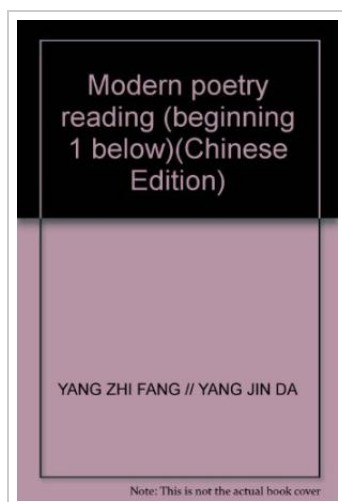 Modern poetry
reading (beginning
1 below)(Chinese
Edition)
YANG ZHI FANG // YANG JIN DA
Note: This is not the actual book cover